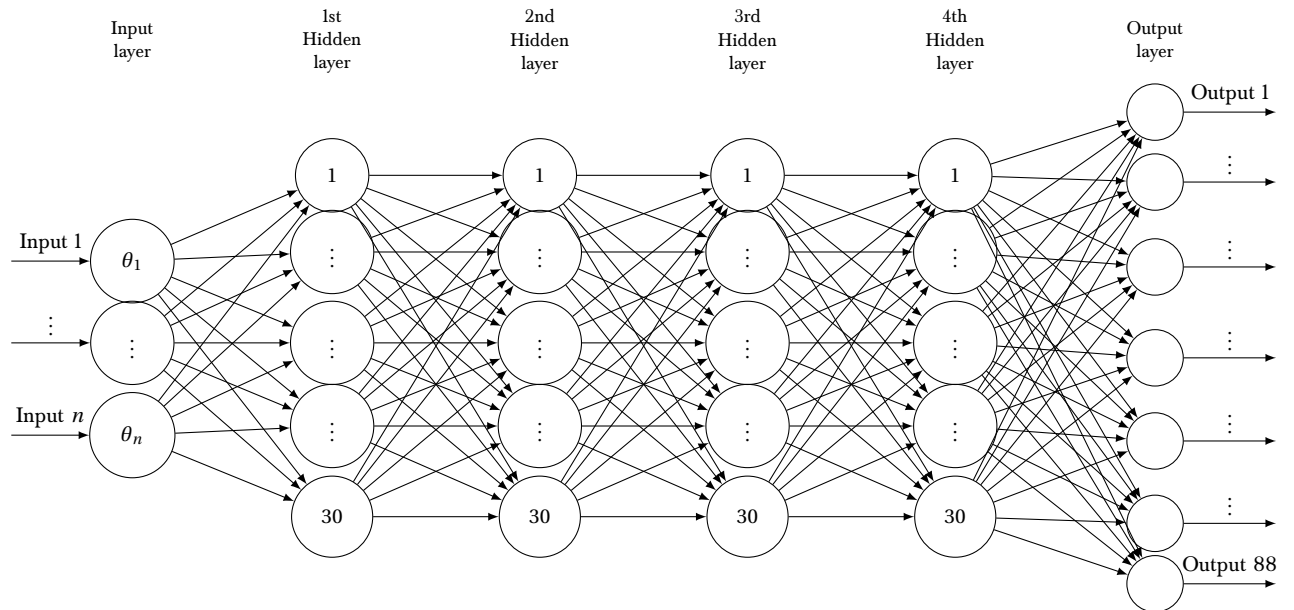 Input
layer
1st
Hidden
layer
2nd
Hidden
layer
3rd
Hidden
layer
4th
Hidden
layer
Output
layer
Input 1
⋮
Input n
θ1
⋮
θn
1
⋮
⋮
⋮
30
1
⋮
⋮
⋮
30
1
⋮
⋮
⋮
30
1
⋮
⋮
⋮
30
Output 1
⋮
⋮
⋮
⋮
⋮
Output 88